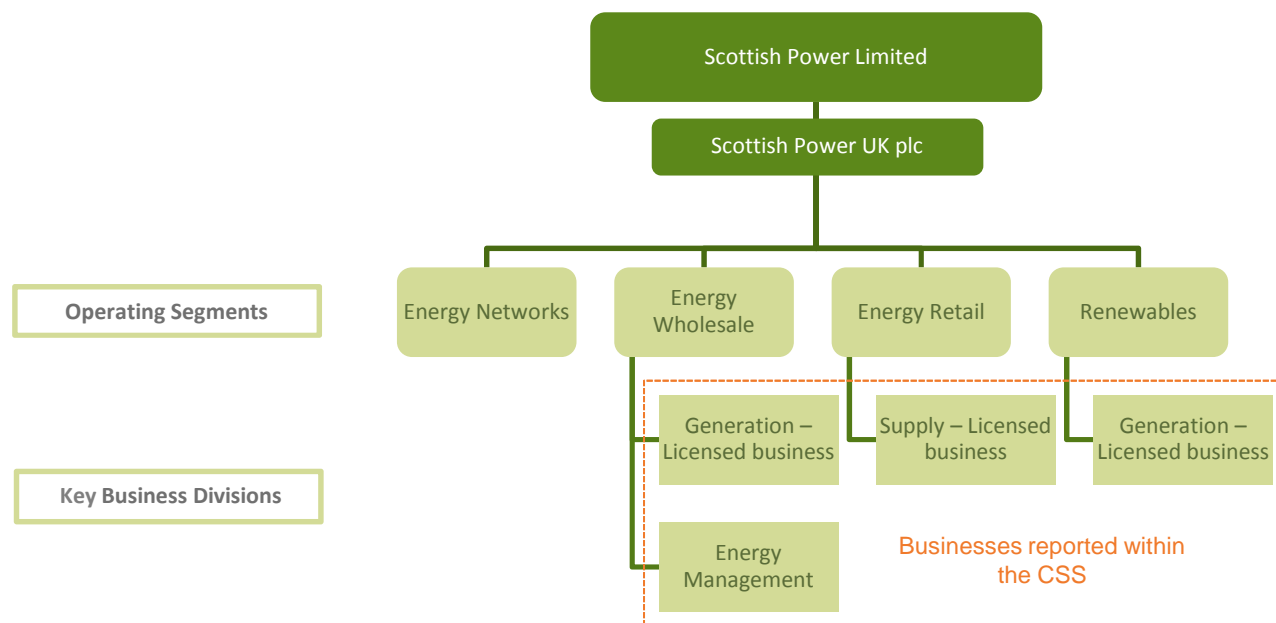 Scottish Power Limited
Scottish Power UK plc
Operating Segments
Energy Networks
Energy
Wholesale
Energy Retail
Renewables
Generation –
Licensed business
Supply – Licensed
business
Generation –
Licensed business
Key Business Divisions
Energy
Management
Businesses reported within
the CSS